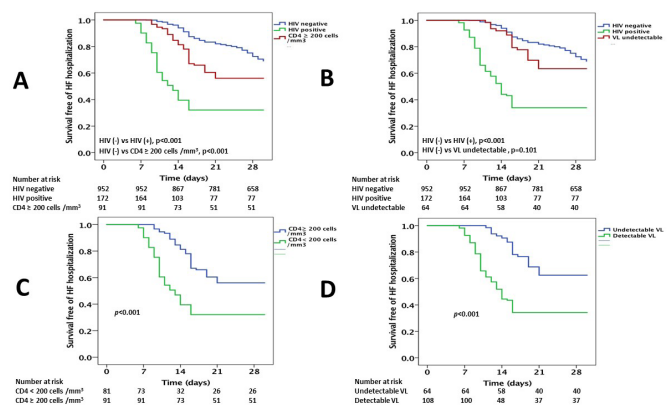 A
Survival free of HF hospitalization
1.0
0.8
0.6
0.4
0.2
0.0
HIV negative
HIV positive
CD4 ≥ 200 cells
/mm3
HIV (-) vs HIV (+), p<0.001
HIV (-) vs CD4 ≥ 200 cells /mm³, p<0.001
0 7 14 21 28
Time (days)
Number at risk
HIV negative 952 952 867 781 658
HIV positive 172 164 103 77 77
CD4 ≥ 200 cells /mm³ 91 91 73 51 51
B
Survival free of HF hospitalization
1.0
0.8
0.6
0.4
0.2
0.0
HIV negative
HIV positive
VL undetectable
HIV (-) vs HIV (+), p<0.001
HIV (-) vs VL undetectable, p=0.101
0 7 14 21 28
Time (days)
Number at risk
HIV negative 952 952 867 781 658
HIV positive 172 164 103 77 77
VL undetectable 64 64 58 40 40
C
Survival free of HF hospitalization
1.0
0.8
0.6
0.4
0.2
0.0
CD4≥ 200 cells
/mm3
CD4< 200 cells
/mm3
p<0.001
0 7 14 21 28
Time (days)
Number at risk
CD4 < 200 cells /mm³ 81 73 32 26 26
CD4 ≥ 200 cells /mm³ 91 91 73 51 51
D
Survival free of HF hospitalization
1.0
0.8
0.6
0.4
0.2
0.0
Undetectable VL
Detectable VL
p<0.001
0 7 14 21 28
Time (days)
Number at risk
Undetectable VL 64 64 58 40 40
Detectable VL 108 100 48 37 37